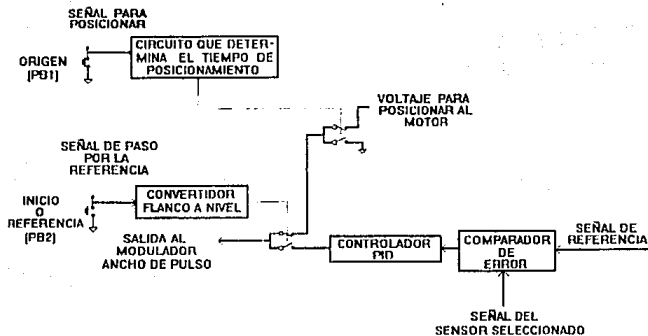 SEÑAL PARA
POSICIONAR
ORIGEN
(PB1)
CIRCUITO QUE DETER-
MINA EL TIEMPO DE
POSICIONAMIENTO
VOLTAJE PARA
POSICIONAR AL
MOTOR
SEÑAL DE PASO
POR LA
REFERENCIA
INICIO
O
REFERENCIA
(PB2)
CONVERTIDOR
FLANCO A NIVEL
SALIDA AL
MODULADOR
ANCHO DE PULSO
CONTROLADOR
PID
COMPARADOR
DE
ERROR
SEÑAL DE
REFERENCIA
SEÑAL DEL
SENSOR SELECCIONADO